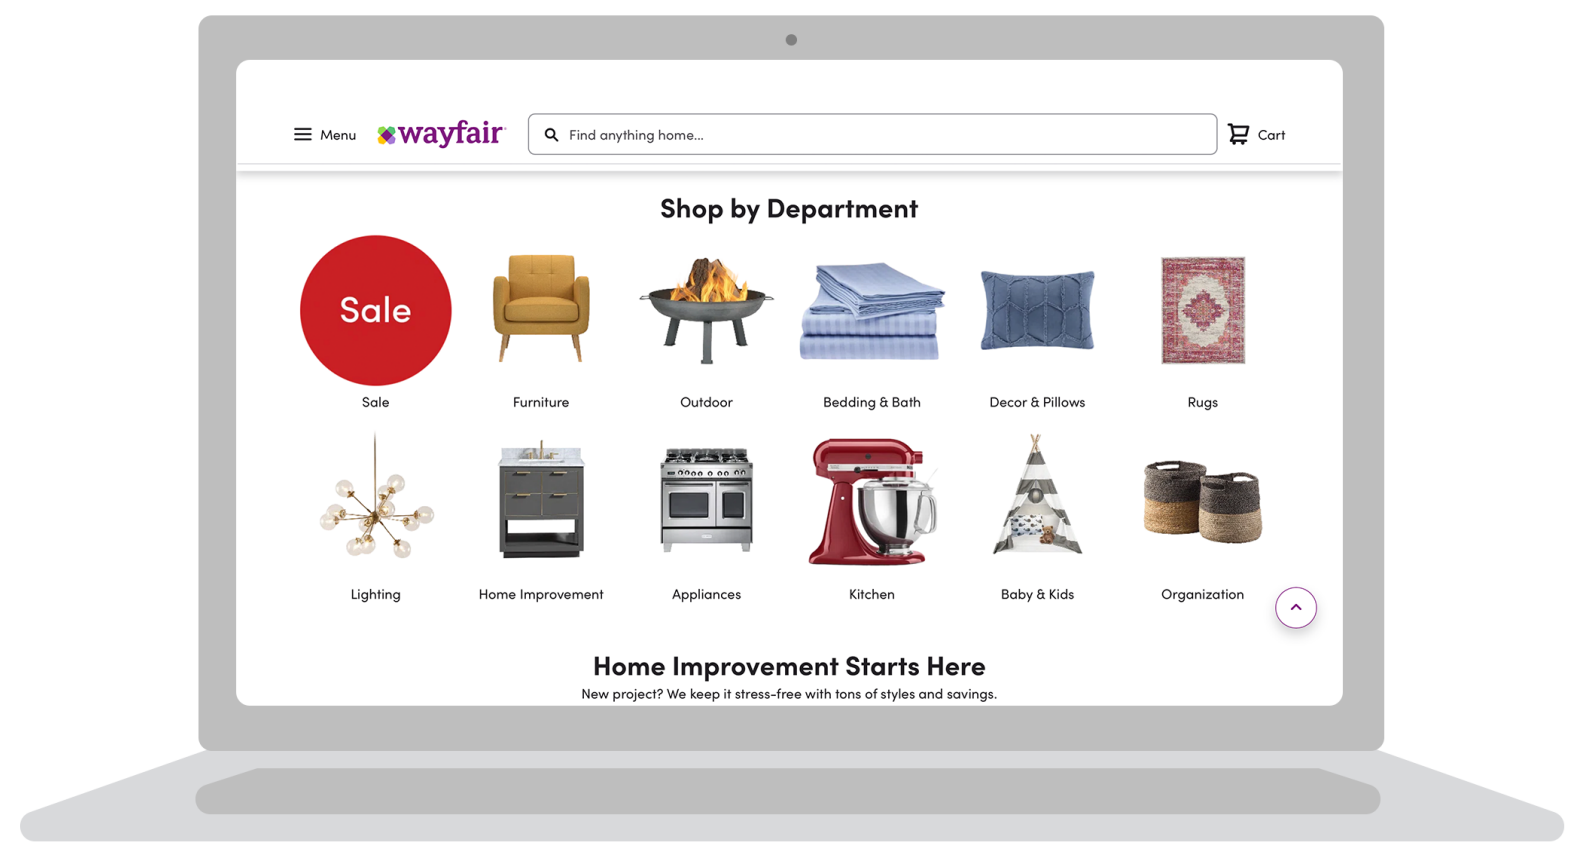 Menu
wayfair
Find anything home...
Cart
Shop by Department
Sale
Sale
Furniture
Outdoor
Bedding & Bath
Decor & Pillows
Rugs
Lighting
Home Improvement
Appliances
Kitchen
Baby & Kids
Organization
Home Improvement Starts Here
New project? We keep it stress-free with tons of styles and savings.